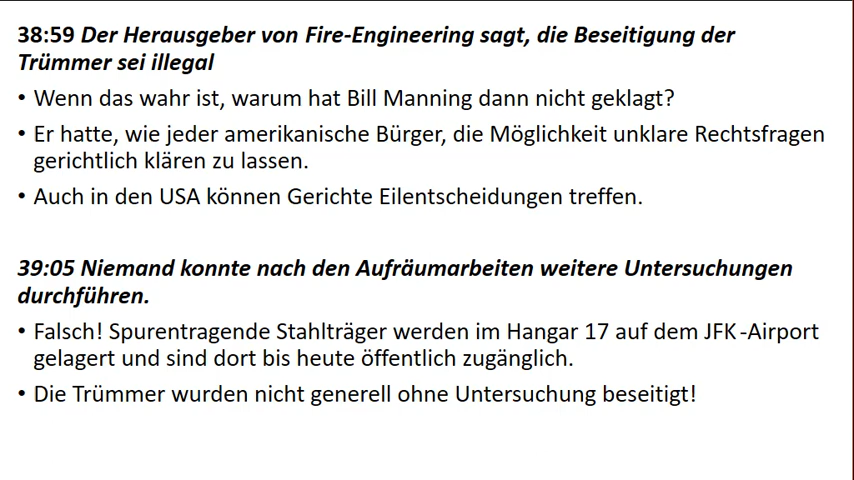 38:59 Der Herausgeber von Fire-Engineering sagt, die Beseitigung der
Trümmer sei illegal
• Wenn das wahr ist, warum hat Bill Manning dann nicht geklagt?
• Er hatte, wie jeder amerikanische Bürger, die Möglichkeit unklare Rechtsfragen
gerichtlich klären zu lassen.
• Auch in den USA können Gerichte Eilentscheidungen treffen.
39:05 Niemand konnte nach den Aufräumarbeiten weitere Untersuchungen
durchführen.
• Falsch! Spurentragende Stahlträger werden im Hangar 17 auf dem JFK-Airport
gelagert und sind dort bis heute öffentlich zugänglich.
• Die Trümmer wurden nicht generell ohne Untersuchung beseitigt!